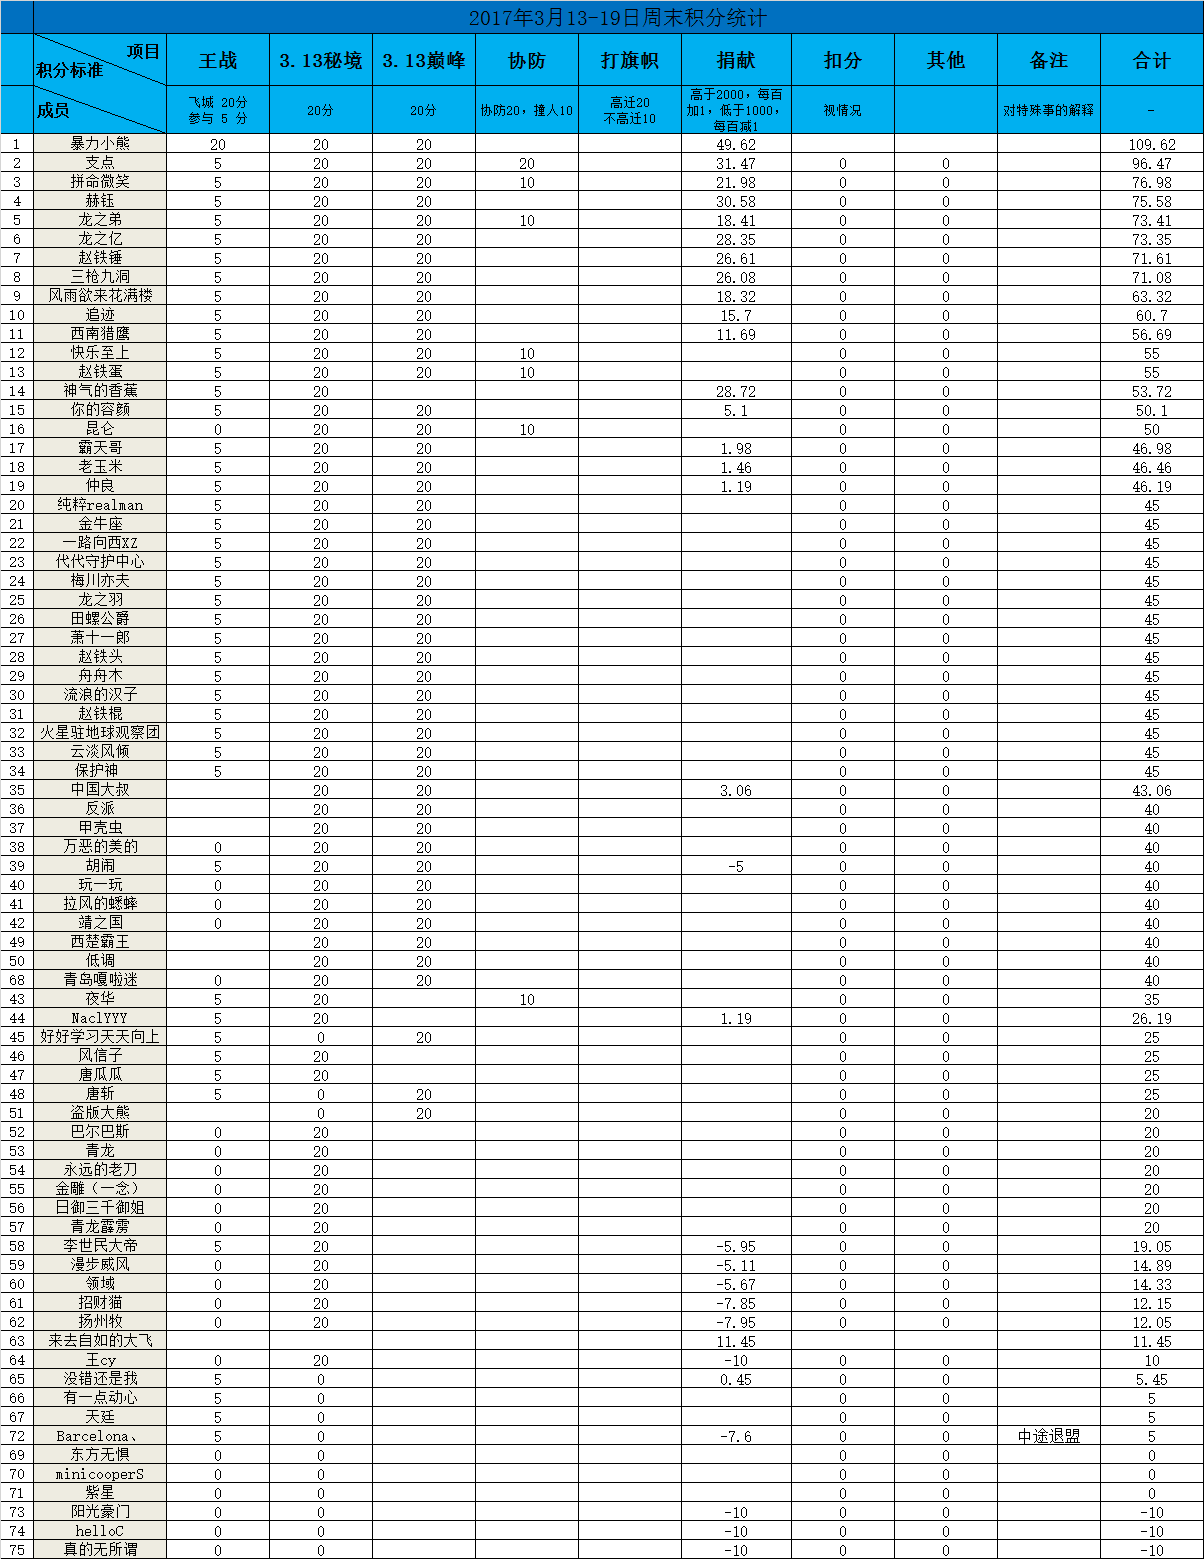 2017年3月13-19日周末积分统计
项目
积分标准
成员
王战 3.13秘境 3.13巅峰 协防 打旗帜 捐献 扣分 其他 备注 合计
飞城 20分
参与 5 分
20分
20分
协防20，撞人10
高迁20
不高迁10
高于2000，每百
加1，低于1000，
每百减1
视情况
对特殊事的解释
-
1 暴力小熊 20 20 20 49.62 109.62
2 支点 5 20 20 20 31.47 0 0 96.47
3 拼命微笑 5 20 20 10 21.98 0 0 76.98
4 赫钰 5 20 20 30.58 0 0 75.58
5 龙之弟 5 20 20 10 18.41 0 0 73.41
6 龙之亿 5 20 20 28.35 0 0 73.35
7 赵铁锤 5 20 20 26.61 0 0 71.61
8 三枪九洞 5 20 20 26.08 0 0 71.08
9 风雨欲来花满楼 5 20 20 18.32 0 0 63.32
10 追迹 5 20 20 15.7 0 0 60.7
11 西南猎鹰 5 20 20 11.69 0 0 56.69
12 快乐至上 5 20 20 10 0 0 55
13 赵铁蛋 5 20 20 10 0 0 55
14 神气的香蕉 5 20 28.72 0 0 53.72
15 你的容颜 5 20 20 5.1 0 0 50.1
16 昆仑 0 20 20 10 0 0 50
17 霸天哥 5 20 20 1.98 0 0 46.98
18 老玉米 5 20 20 1.46 0 0 46.46
19 仲良 5 20 20 1.19 0 0 46.19
20 纯粹realman 5 20 20 0 0 45
21 金牛座 5 20 20 0 0 45
22 一路向西XZ 5 20 20 0 0 45
23 代代守护中心 5 20 20 0 0 45
24 梅川亦夫 5 20 20 0 0 45
25 龙之羽 5 20 20 0 0 45
26 田螺公爵 5 20 20 0 0 45
27 萧十一郎 5 20 20 0 0 45
28 赵铁头 5 20 20 0 0 45
29 舟舟木 5 20 20 0 0 45
30 流浪的汉子 5 20 20 0 0 45
31 赵铁棍 5 20 20 0 0 45
32 火星驻地球观察团 5 20 20 0 0 45
33 云淡风倾 5 20 20 0 0 45
34 保护神 5 20 20 0 0 45
35 中国大叔 20 20 3.06 0 0 43.06
36 反派 20 20 0 0 40
37 甲壳虫 20 20 0 0 40
38 万恶的美的 0 20 20 0 0 40
39 胡闹 5 20 20 -5 0 0 40
40 玩一玩 0 20 20 0 0 40
41 拉风的蟋蟀 0 20 20 0 0 40
42 靖之国 0 20 20 0 0 40
49 西楚霸王 20 20 0 0 40
50 低调 20 20 0 0 40
68 青岛嘎啦迷 0 20 20 0 0 40
43 夜华 5 20 10 0 0 35
44 NaclYYY 5 20 1.19 0 0 26.19
45 好好学习天天向上 5 0 20 0 0 25
46 风信子 5 20 0 0 25
47 唐瓜瓜 5 20 0 0 25
48 唐斩 5 0 20 0 0 25
51 盗版大熊 0 20 0 0 20
52 巴尔巴斯 0 20 0 0 20
53 青龙 0 20 0 0 20
54 永远的老刀 0 20 0 0 20
55 金雕（一念） 0 20 0 0 20
56 日御三千御姐 0 20 0 0 20
57 青龙霹雳 0 20 0 0 20
58 李世民大帝 5 20 -5.95 0 0 19.05
59 漫步威风 0 20 -5.11 0 0 14.89
60 领域 0 20 -5.67 0 0 14.33
61 招财猫 0 20 -7.85 0 0 12.15
62 扬州牧 0 20 -7.95 0 0 12.05
63 来去自如的大飞 11.45 11.45
64 王cy 0 20 -10 0 0 10
65 没错还是我 5 0 0.45 0 0 5.45
66 有一点动心 5 0 0 0 5
67 天廷 5 0 0 0 5
72 Barcelona、 5 0 -7.6 0 0 中途退盟 5
69 东方无惧 0 0 0 0 0
70 minicooperS 0 0 0 0 0
71 紫星 0 0 0 0 0
73 阳光豪门 0 0 -10 0 0 -10
74 helloC 0 0 -10 0 0 -10
75 真的无所谓 0 0 -10 0 0 -10